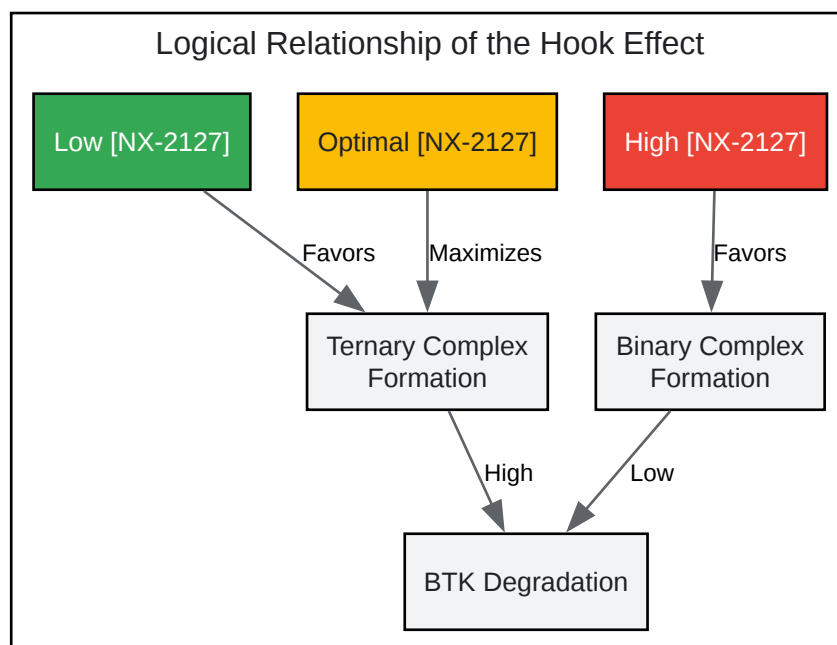 Logical Relationship of the Hook Effect
Low [NX-2127]
Optimal [NX-2127]
High [NX-2127]
Favors
Maximizes
Favors
Ternary Complex
Formation
Binary Complex
Formation
High
Low
BTK Degradation